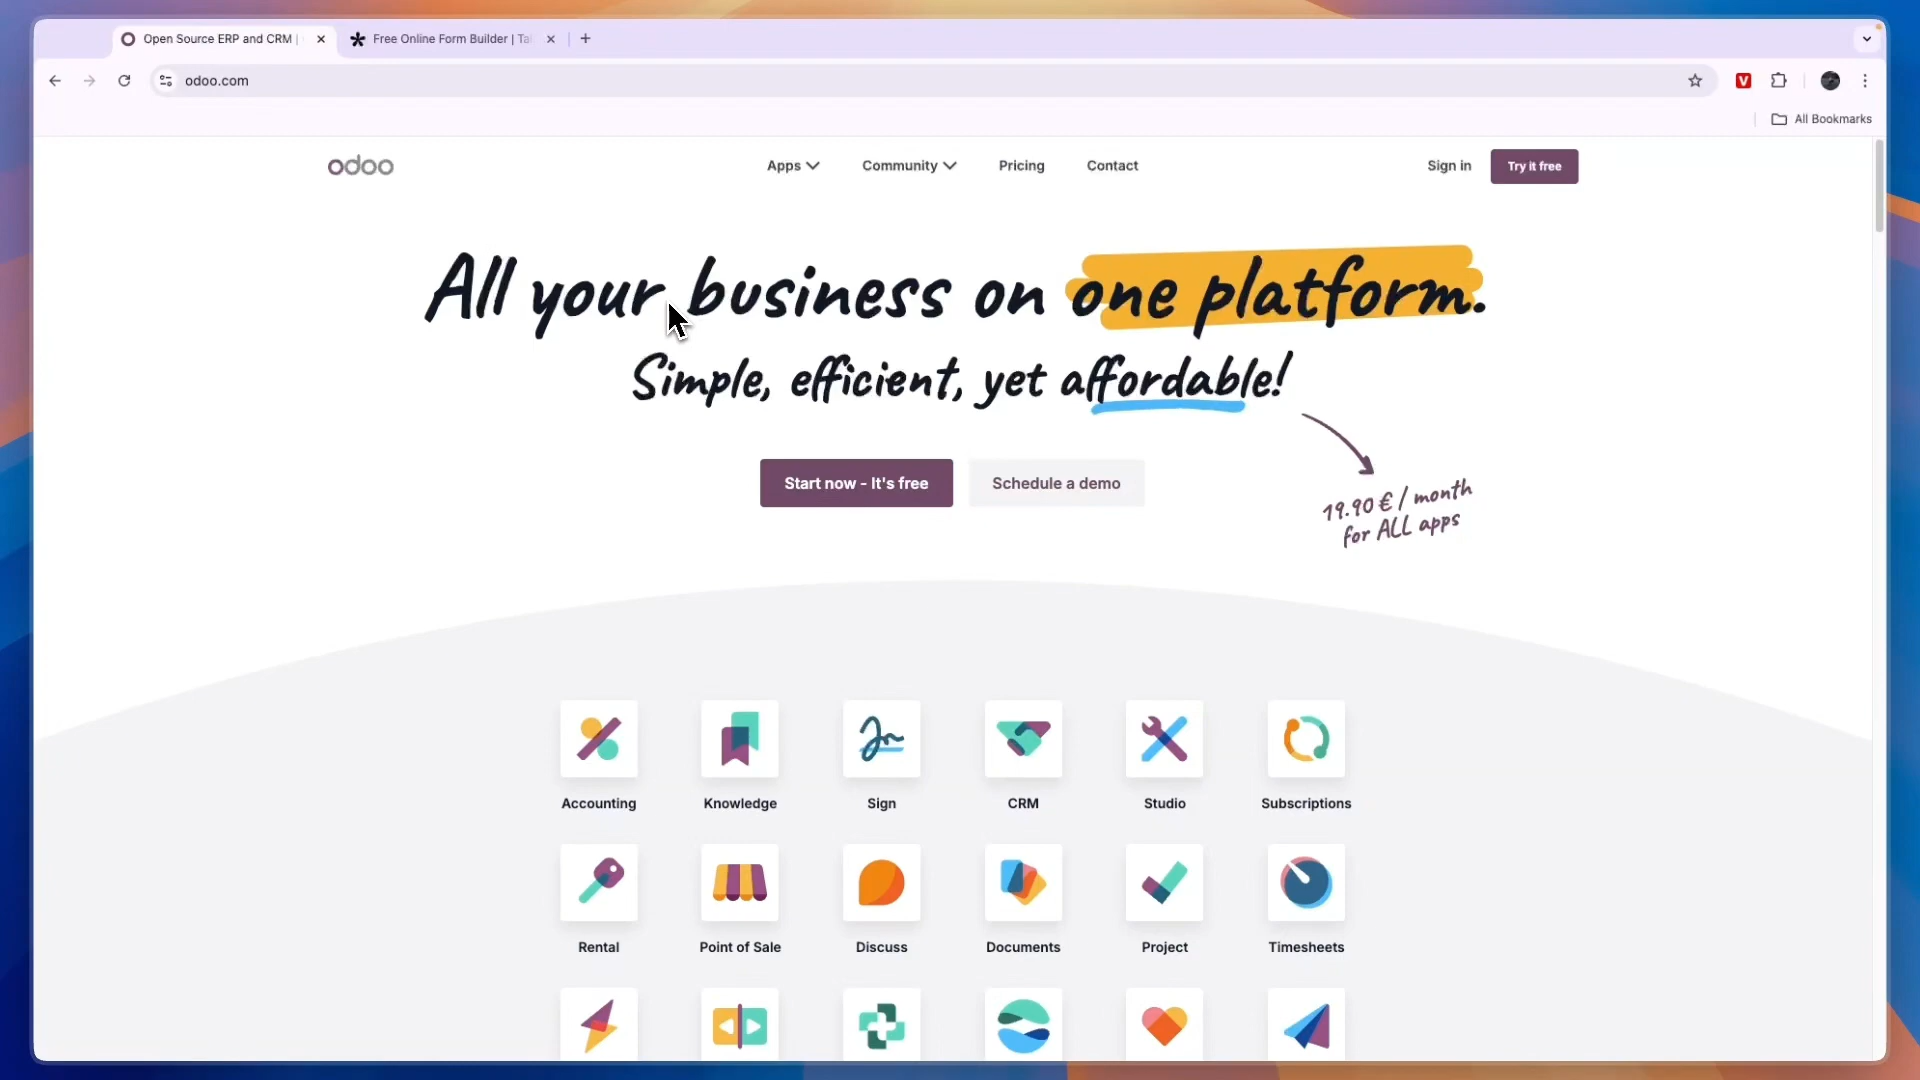 Open Source ERP and CRM |
Free Online Form Builder | Ta
odoo.com
V
All Bookmarks
odoo
Apps
Community
Pricing
Contact
Sign in
Try it free
All your business on one platform.
Simple, efficient, yet affordable!
19.90 € / month
for ALL apps
Start now - It's free
Schedule a demo
Accounting
Knowledge
Sign
CRM
Studio
Subscriptions
Rental
Point of Sale
Discuss
Documents
Project
Timesheets